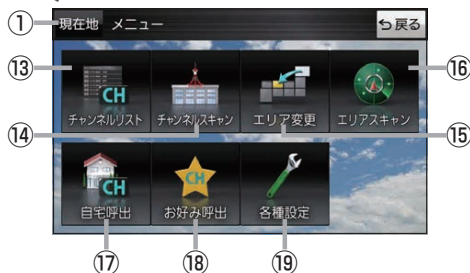 ① 現在地 メニュー 戻る
⑬ ⑯
CH CH
チャンネルリスト チャンネルスキャン エリア変更 エリアスキャン
⑭ ⑮
CH CH
自宅呼出 お好み呼出 各種設定
⑰ ⑱ ⑲